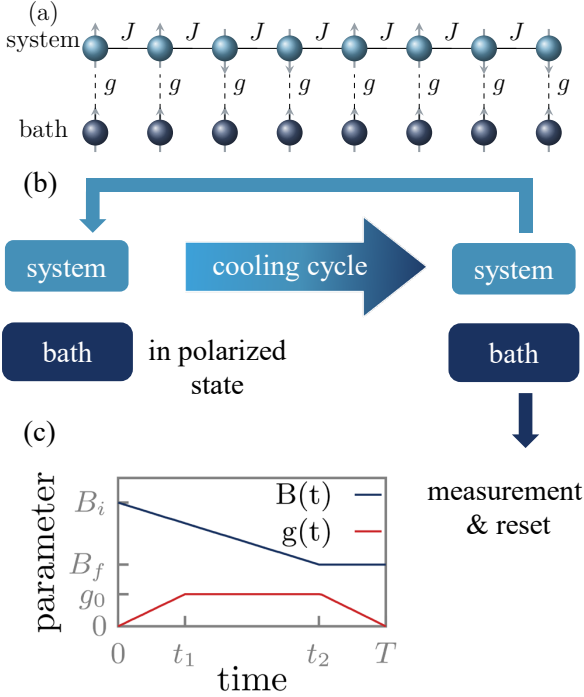 (a)
system J J J J J J J
g g g g g g g g
bath
(b)
system cooling cycle system
bath in polarized state bath
measurement
& reset
(c)
parameter
B_i
B_f
g_0
0
B(t)
g(t)
0 t_1 t_2 T
time